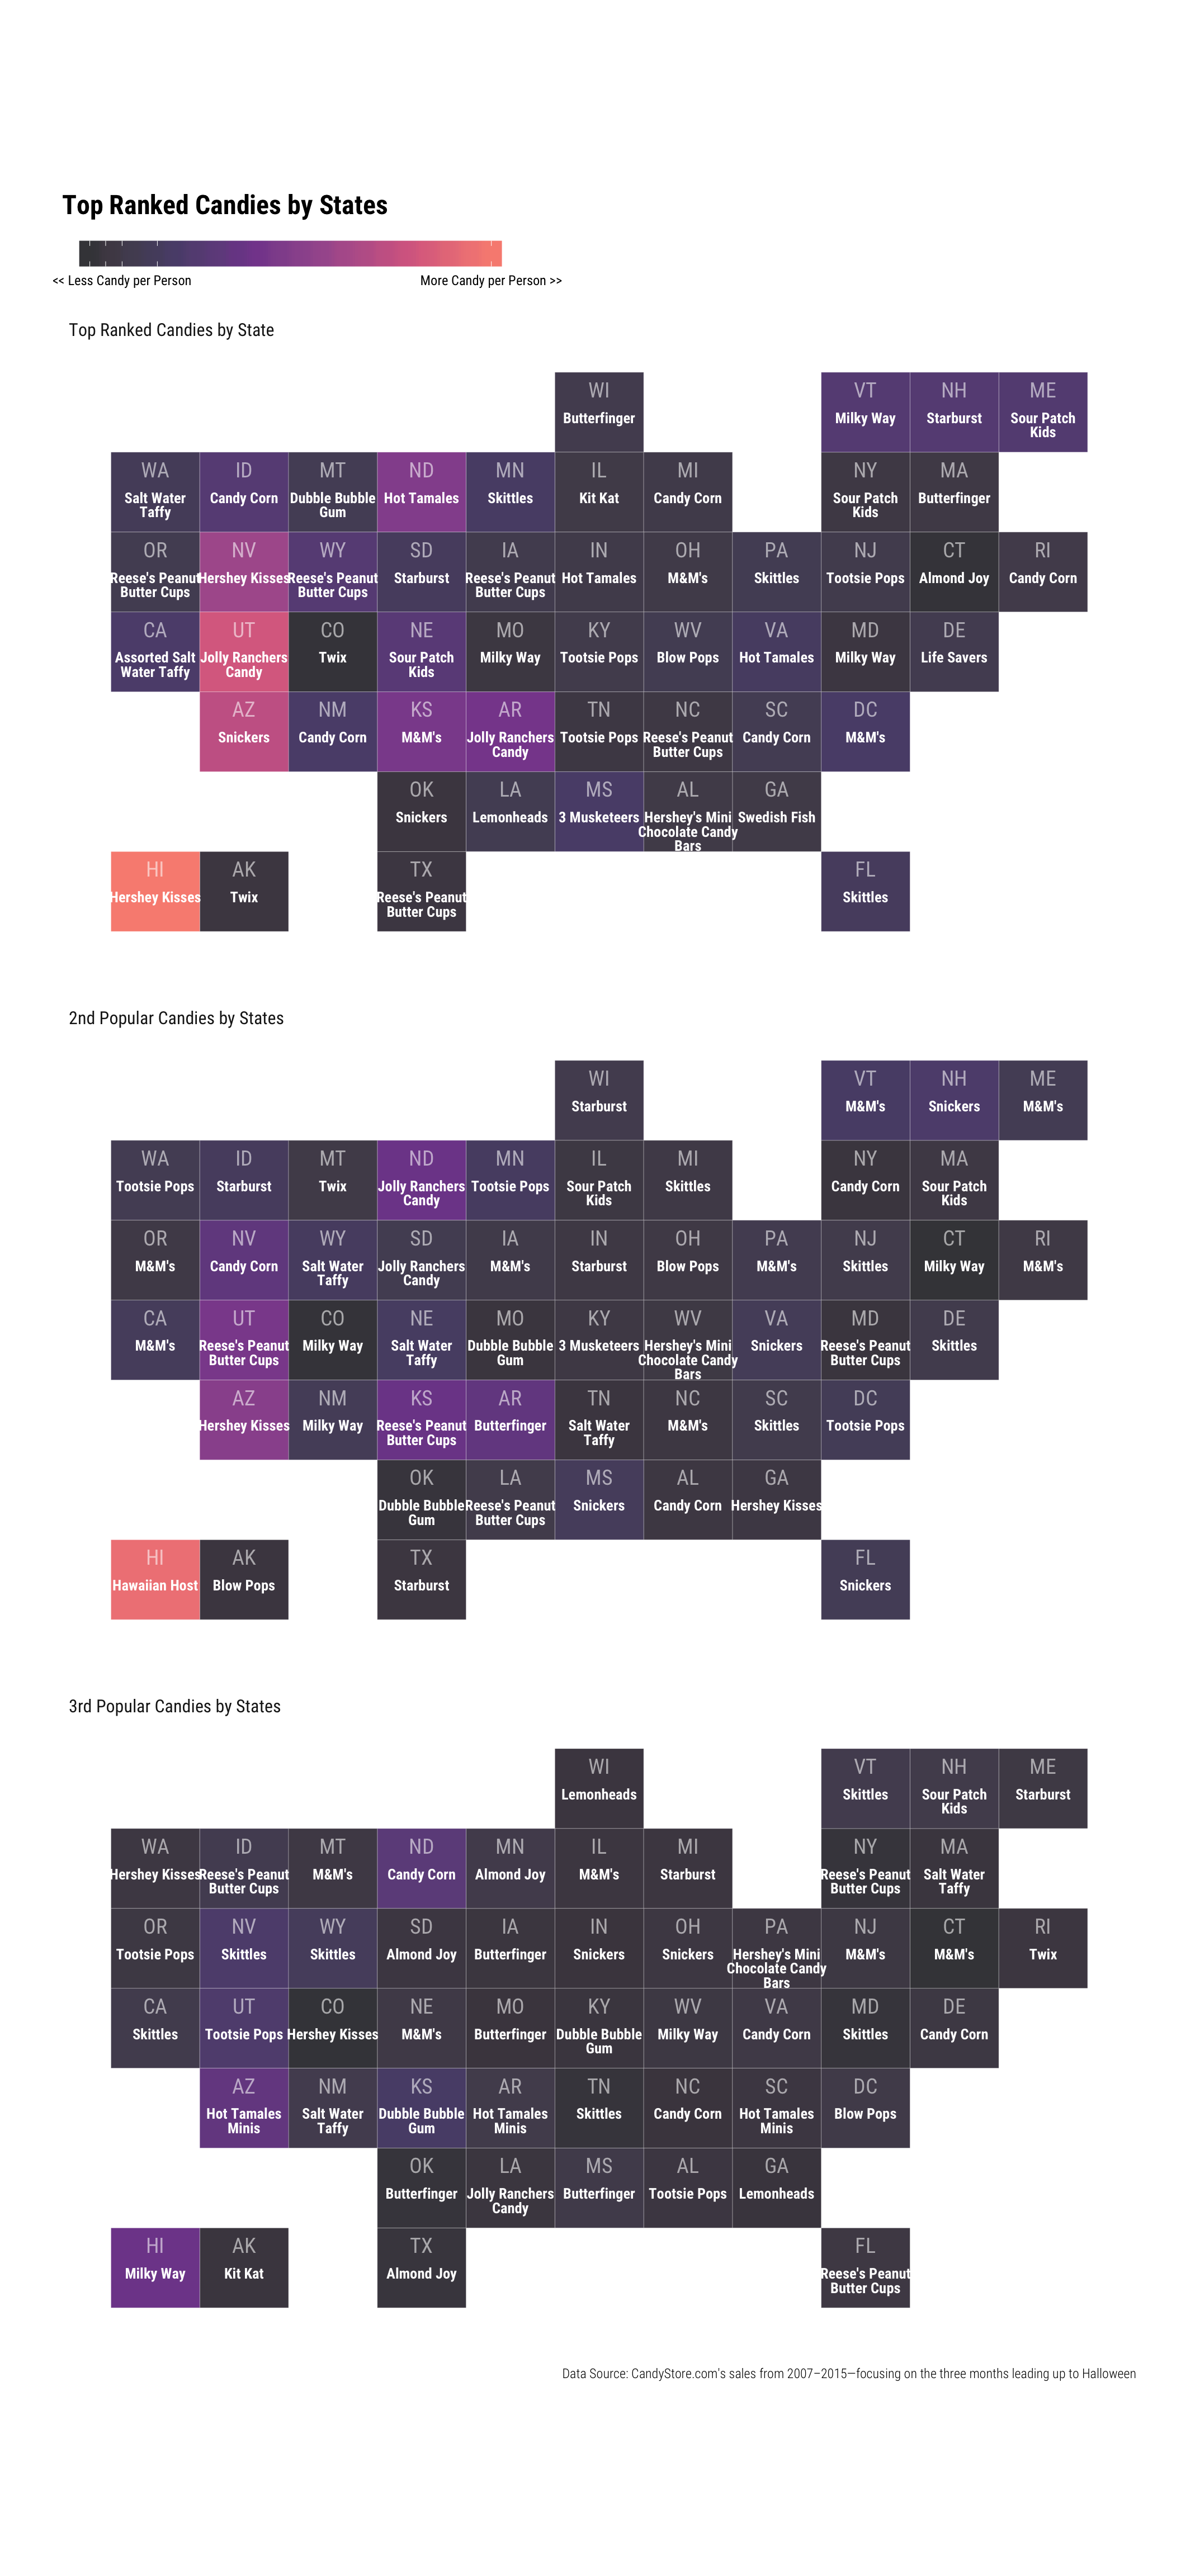 Top Ranked Candies by States
<< Less Candy per Person More Candy per Person >>
Top Ranked Candies by State
WI VT NH ME
Butterfinger Milky Way Starburst Sour Patch
Kids
WA ID MT ND MN IL MI NY MA
Salt Water Candy Corn Dubble Bubble Hot Tamales Skittles Kit Kat Candy Corn Sour Patch Butterfinger
Taffy Gum Kids
OR NV WY SD IA IN OH PA NJ CT RI
Reese's Peanut Hershey Kisses Reese's Peanut Starburst Reese's Peanut Hot Tamales M&M's Skittles Tootsie Pops Almond Joy Candy Corn
Butter Cups Butter Cups Butter Cups
CA UT CO NE MO KY WV VA MD DE
Assorted Salt Jolly Ranchers Twix Sour Patch Milky Way Tootsie Pops Blow Pops Hot Tamales Milky Way Life Savers
Water Taffy Candy Kids
AZ NM KS AR TN NC SC DC
Snickers Candy Corn M&M's Jolly Ranchers Tootsie Pops Reese's Peanut Candy Corn M&M's
Candy Butter Cups
OK LA MS AL GA
Snickers Lemonheads 3 Musketeers Hershey's Mini Swedish Fish
Chocolate Candy
Bars
HI AK TX FL
Hershey Kisses Twix Reese's Peanut Skittles
Butter Cups
2nd Popular Candies by States
WI VT NH ME
Starburst M&M's Snickers M&M's
WA ID MT ND MN IL MI NY MA
Tootsie Pops Starburst Twix Jolly Ranchers Tootsie Pops Sour Patch Skittles Candy Corn Sour Patch
Candy Kids Kids
OR NV WY SD IA IN OH PA NJ CT RI
M&M's Candy Corn Salt Water Jolly Ranchers M&M's Starburst Blow Pops M&M's Skittles Milky Way M&M's
Taffy Candy
CA UT CO NE MO KY WV VA MD DE
M&M's Reese's Peanut Milky Way Salt Water Dubble Bubble 3 Musketeers Hershey's Mini Snickers Reese's Peanut Skittles
Butter Cups Taffy Gum Chocolate Candy Butter Cups
Bars
AZ NM KS AR TN NC SC DC
Hershey Kisses Milky Way Reese's Peanut Butterfinger Salt Water M&M's Skittles Tootsie Pops
Butter Cups Taffy
OK LA MS AL GA
Dubble Bubble Reese's Peanut Snickers Candy Corn Hershey Kisses
Gum Butter Cups
HI AK TX FL
Hawaiian Host Blow Pops Starburst Snickers
3rd Popular Candies by States
WI VT NH ME
Lemonheads Skittles Sour Patch Starburst
Kids
WA ID MT ND MN IL MI NY MA
Hershey Kisses Reese's Peanut M&M's Candy Corn Almond Joy M&M's Starburst Reese's Peanut Salt Water
Butter Cups Butter Cups Taffy
OR NV WY SD IA IN OH PA NJ CT RI
Tootsie Pops Skittles Skittles Almond Joy Butterfinger Snickers Snickers Hershey's Mini M&M's M&M's Twix
Chocolate Candy
Bars
CA UT CO NE MO KY WV VA MD DE
Skittles Tootsie Pops Hershey Kisses M&M's Butterfinger Dubble Bubble Milky Way Candy Corn Skittles Candy Corn
Gum
AZ NM KS AR TN NC SC DC
Hot Tamales Salt Water Dubble Bubble Hot Tamales Skittles Candy Corn Hot Tamales Blow Pops
Minis Taffy Gum Minis Minis
OK LA MS AL GA
Butterfinger Jolly Ranchers Butterfinger Tootsie Pops Lemonheads
Candy
HI AK TX FL
Milky Way Kit Kat Almond Joy Reese's Peanut
Butter Cups
Data Source: CandyStore.com's sales from 2007–2015—focusing on the three months leading up to Halloween